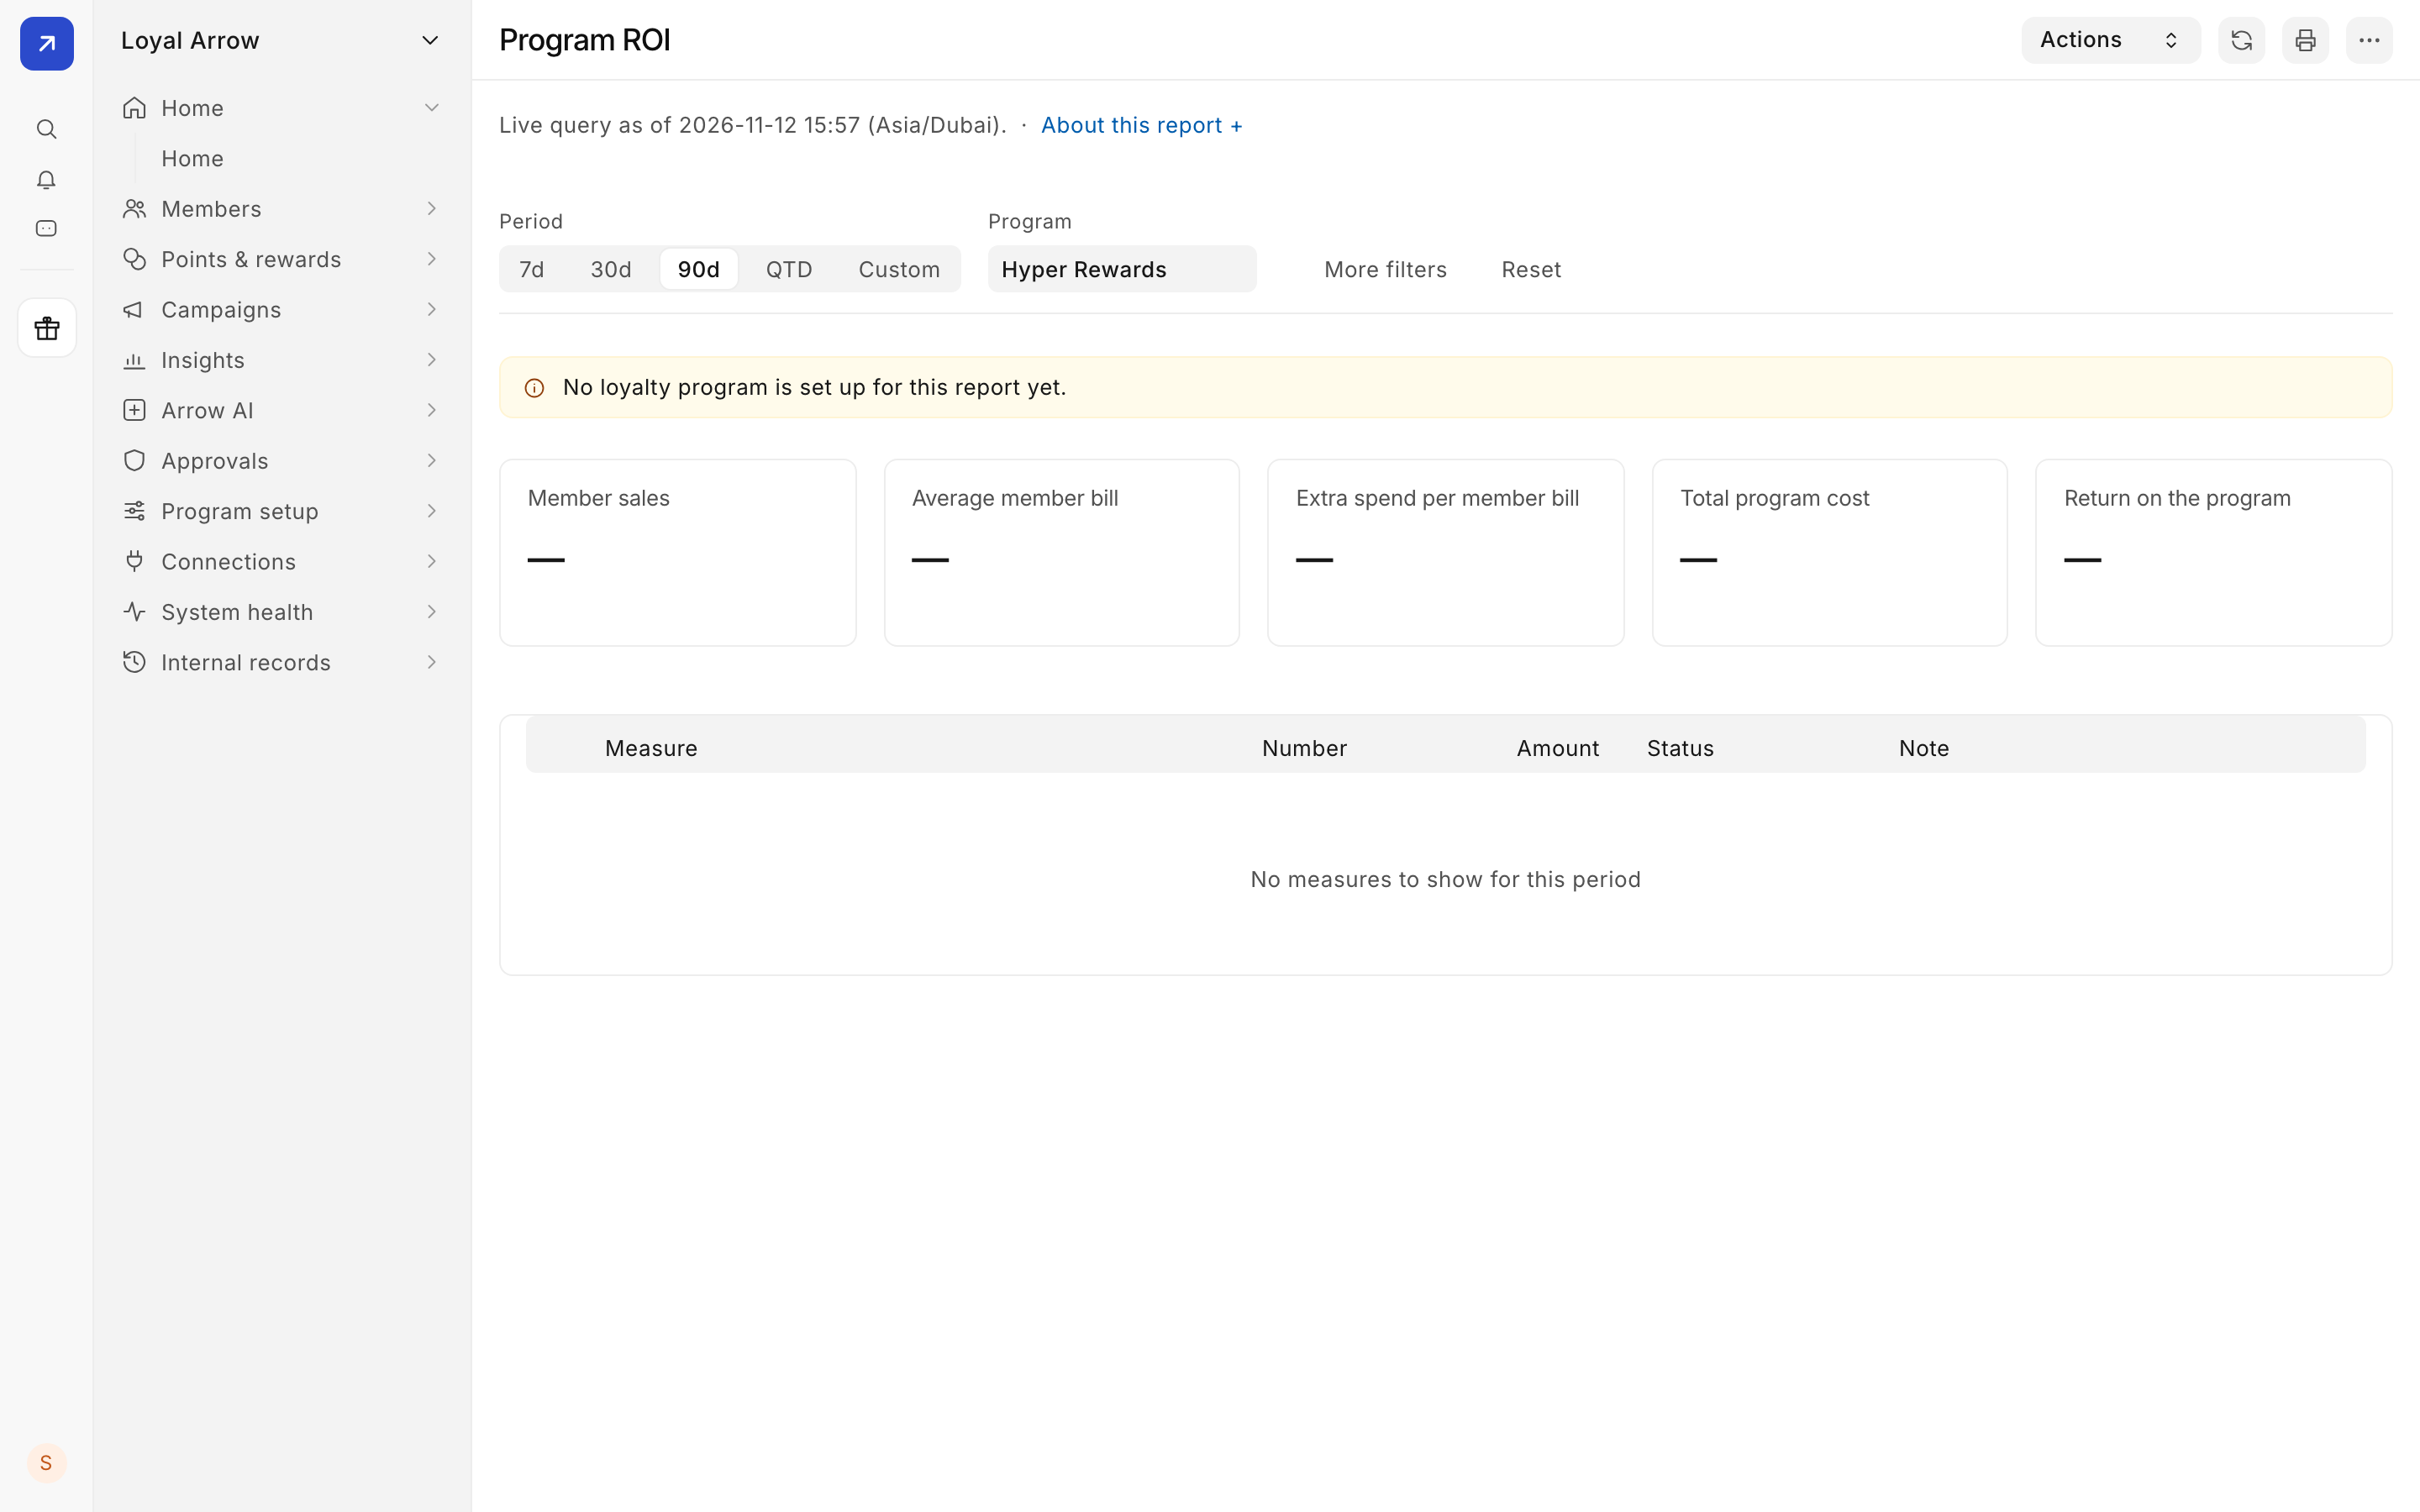 Loyal Arrow
Home
Home
Members
Points & rewards
Campaigns
Insights
Arrow AI
Approvals
Program setup
Connections
System health
Internal records
S
Program ROI
Actions
Live query as of 2026-11-12 15:57 (Asia/Dubai). · About this report +
Period
Program
7d 30d 90d QTD Custom
Hyper Rewards
More filters
Reset
No loyalty program is set up for this report yet.
Member sales
—
Average member bill
—
Extra spend per member bill
—
Total program cost
—
Return on the program
—
Measure Number Amount Status Note
No measures to show for this period